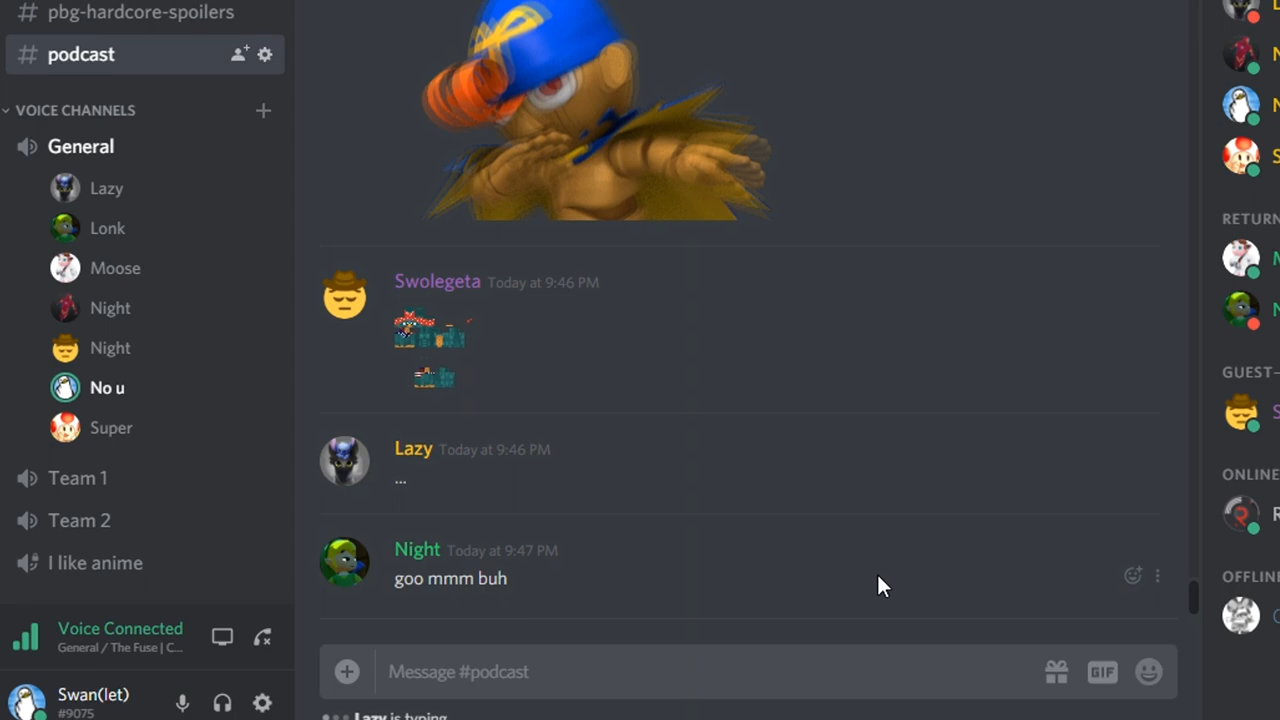 # pbg-hardcore-spoilers
# podcast
VOICE CHANNELS
General
Lazy
Lonk
Moose
Night
Night
No u
Super
Team 1
Team 2
I like anime
Voice Connected
General / The Fuse | C...
Swan(let)
#9075
Swolegeta Today at 9:46 PM
Lazy Today at 9:46 PM
...
Night Today at 9:47 PM
goo mmm buh
Message #podcast
GIF
Lazy is typing
N
N
S
RETURN
GUEST-
S
ONLINE
R
OFFLIN